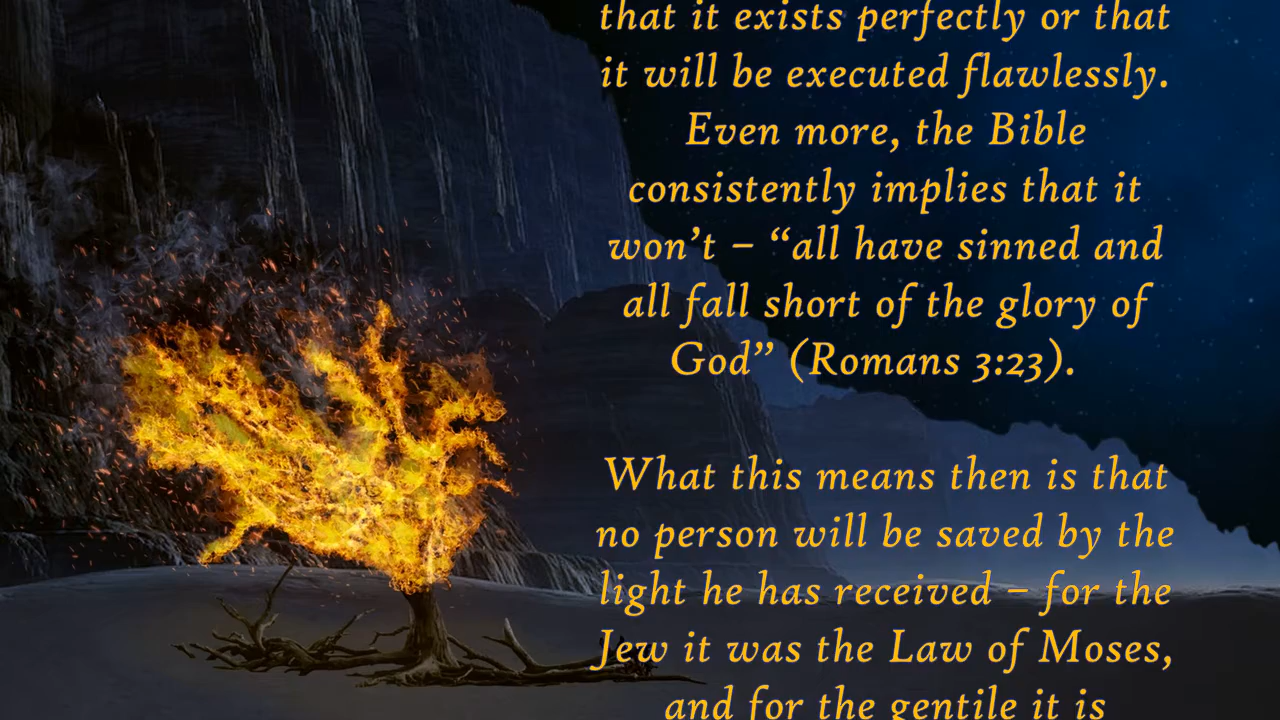 that it exists perfectly or that
it will be executed flawlessly.
Even more, the Bible
consistently implies that it
won’t – “all have sinned and
all fall short of the glory of
God” (Romans 3:23).
What this means then is that
no person will be saved by the
light he has received – for the
Jew it was the Law of Moses,
and for the gentile it is